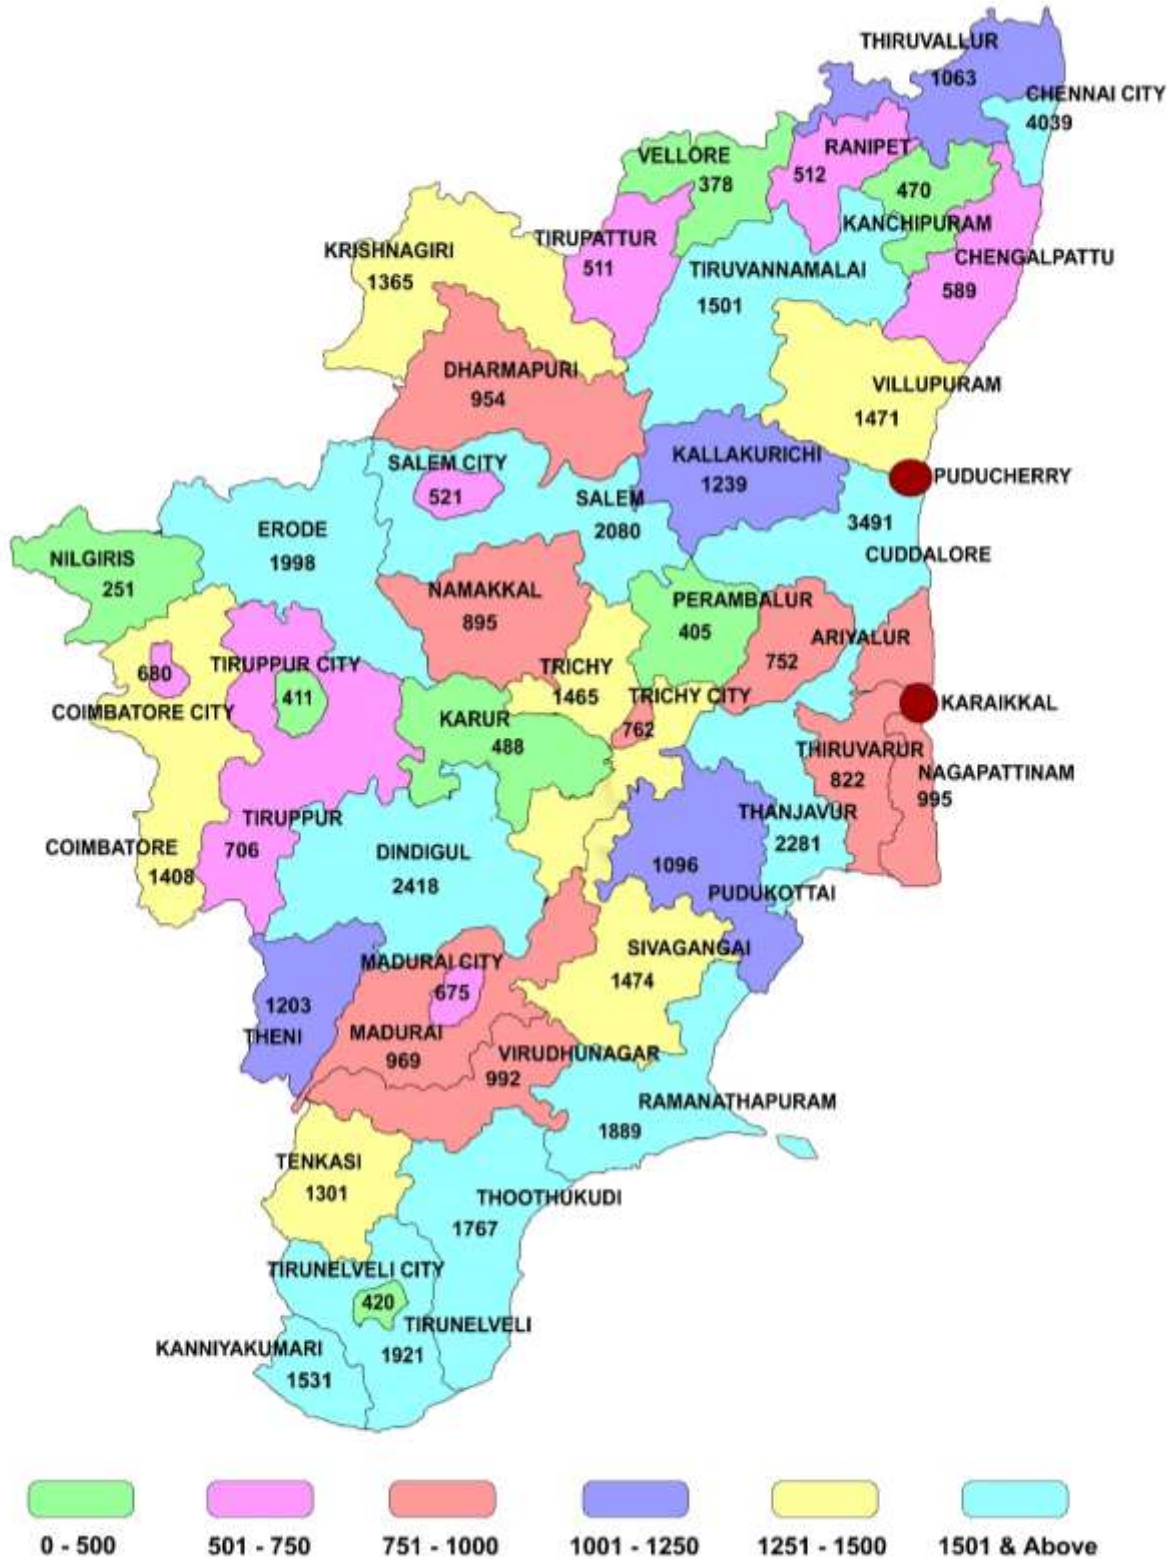 THIRUVALLUR
1063
CHENNAI CITY
4039
RANIPET
512
VELLORE
378
470
KANCHIPURAM
TIRUPATTUR
511
KRISHNAGIRI
1365
CHENGALPATTU
589
TIRUVANNAMALAI
1501
DHARMAPURI
954
VILLUPURAM
1471
SALEM CITY
521
KALLAKURICHI
1239
PUDUCHERRY
SALEM
2080
3491
CUDDALORE
ERODE
1998
NILGIRIS
251
NAMAKKAL
895
PERAMBALUR
405
ARIYALUR
752
TIRUPPUR CITY
411
680
COIMBATORE CITY
TRICHY
1465
TRICHY CITY
762
KARAIKKAL
KARUR
488
THIRUVARUR
822
NAGAPATTINAM
995
TIRUPPUR
706
THANJAVUR
2281
COIMBATORE
1408
DINDIGUL
2418
1096
PUDUKOTTAI
SIVAGANGAI
1474
MADURAI CITY
675
1203
THENI
MADURAI
969
VIRUDHUNAGAR
992
RAMANATHAPURAM
1889
TENKASI
1301
THOOTHUKUDI
1767
TIRUNELVELI CITY
420
TIRUNELVELI
1921
KANNIYAKUMARI
1531
0 - 500 501 - 750 751 - 1000 1001 - 1250 1251 - 1500 1501 & Above